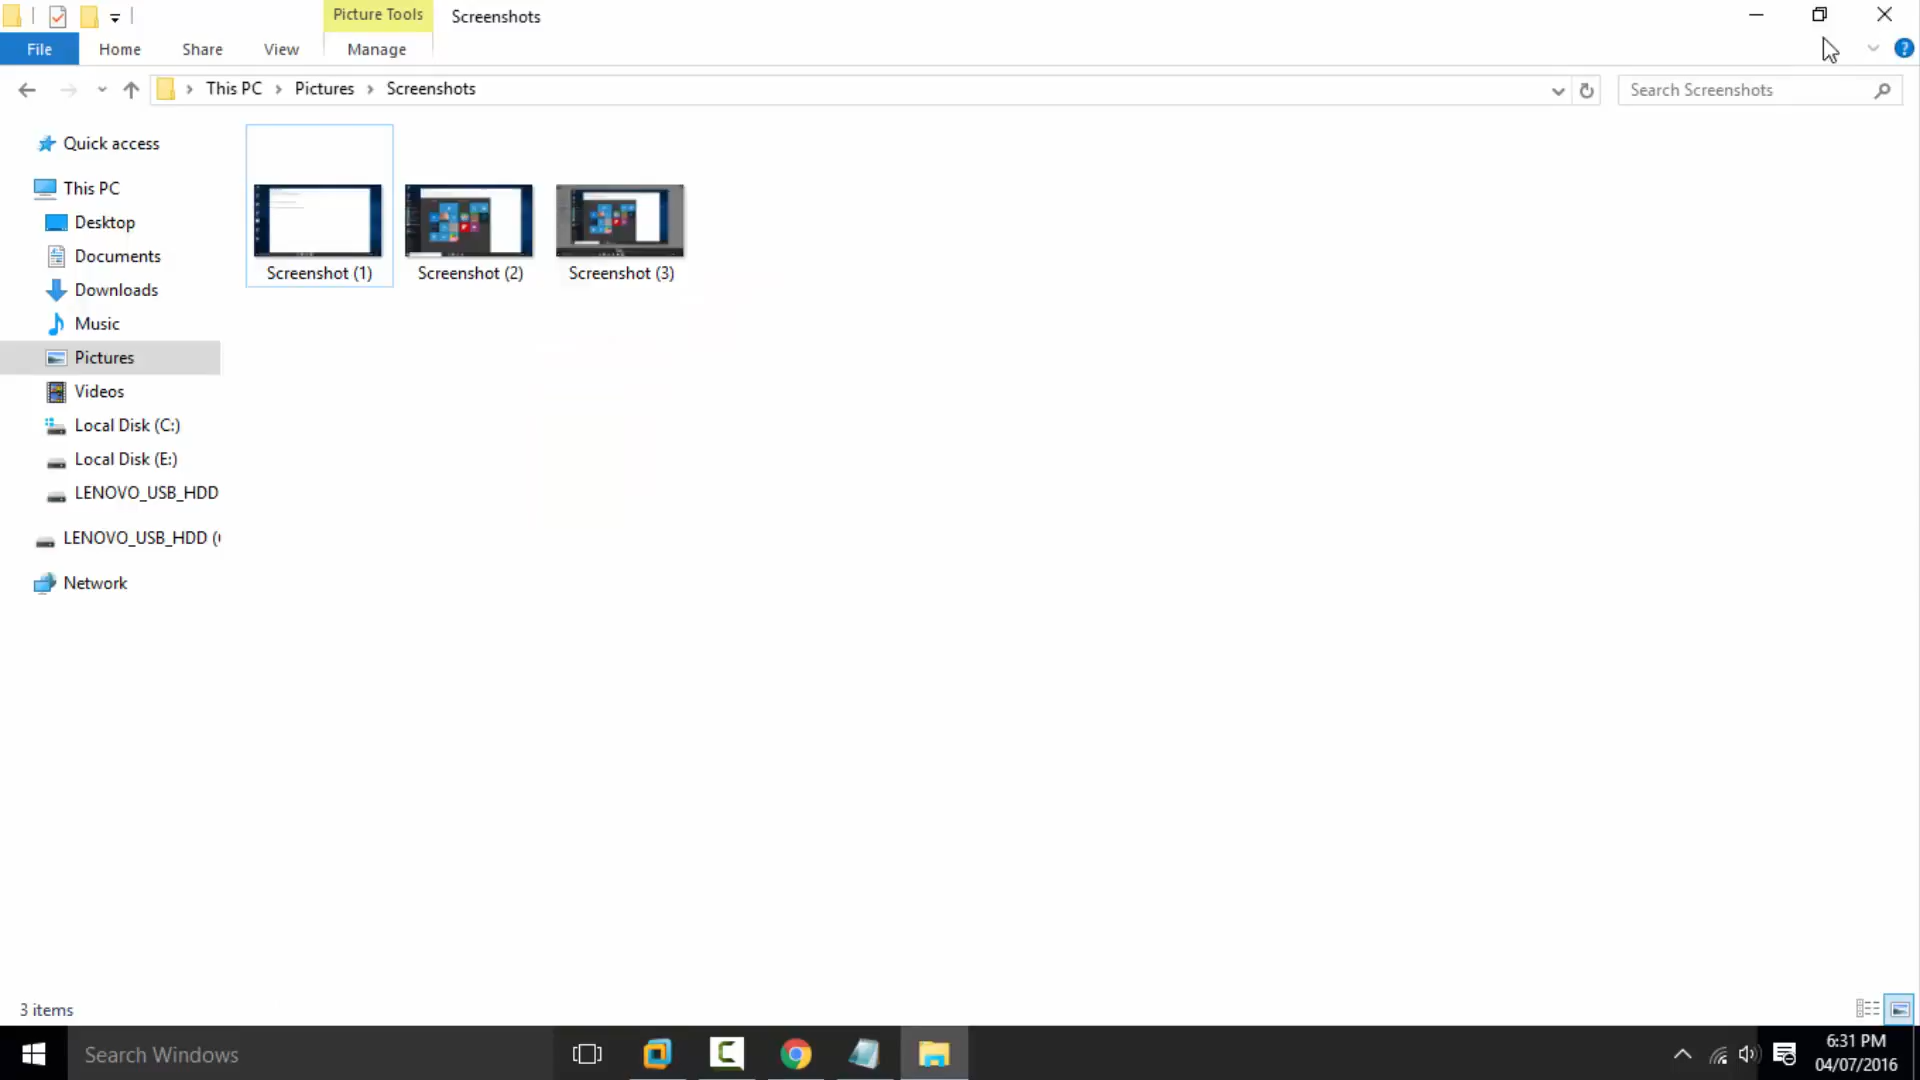 Picture Tools
Screenshots
File
Home
Share
View
Manage
?
This PC
Pictures
Screenshots
Search Screenshots
Quick access
This PC
Desktop
Documents
Downloads
Music
Pictures
Videos
Local Disk (C:)
Local Disk (E:)
LENOVO_USB_HDD
LENOVO_USB_HDD (
Network
Screenshot (1)
Screenshot (2)
Screenshot (3)
3 items
Search Windows
6:31 PM
04/07/2016